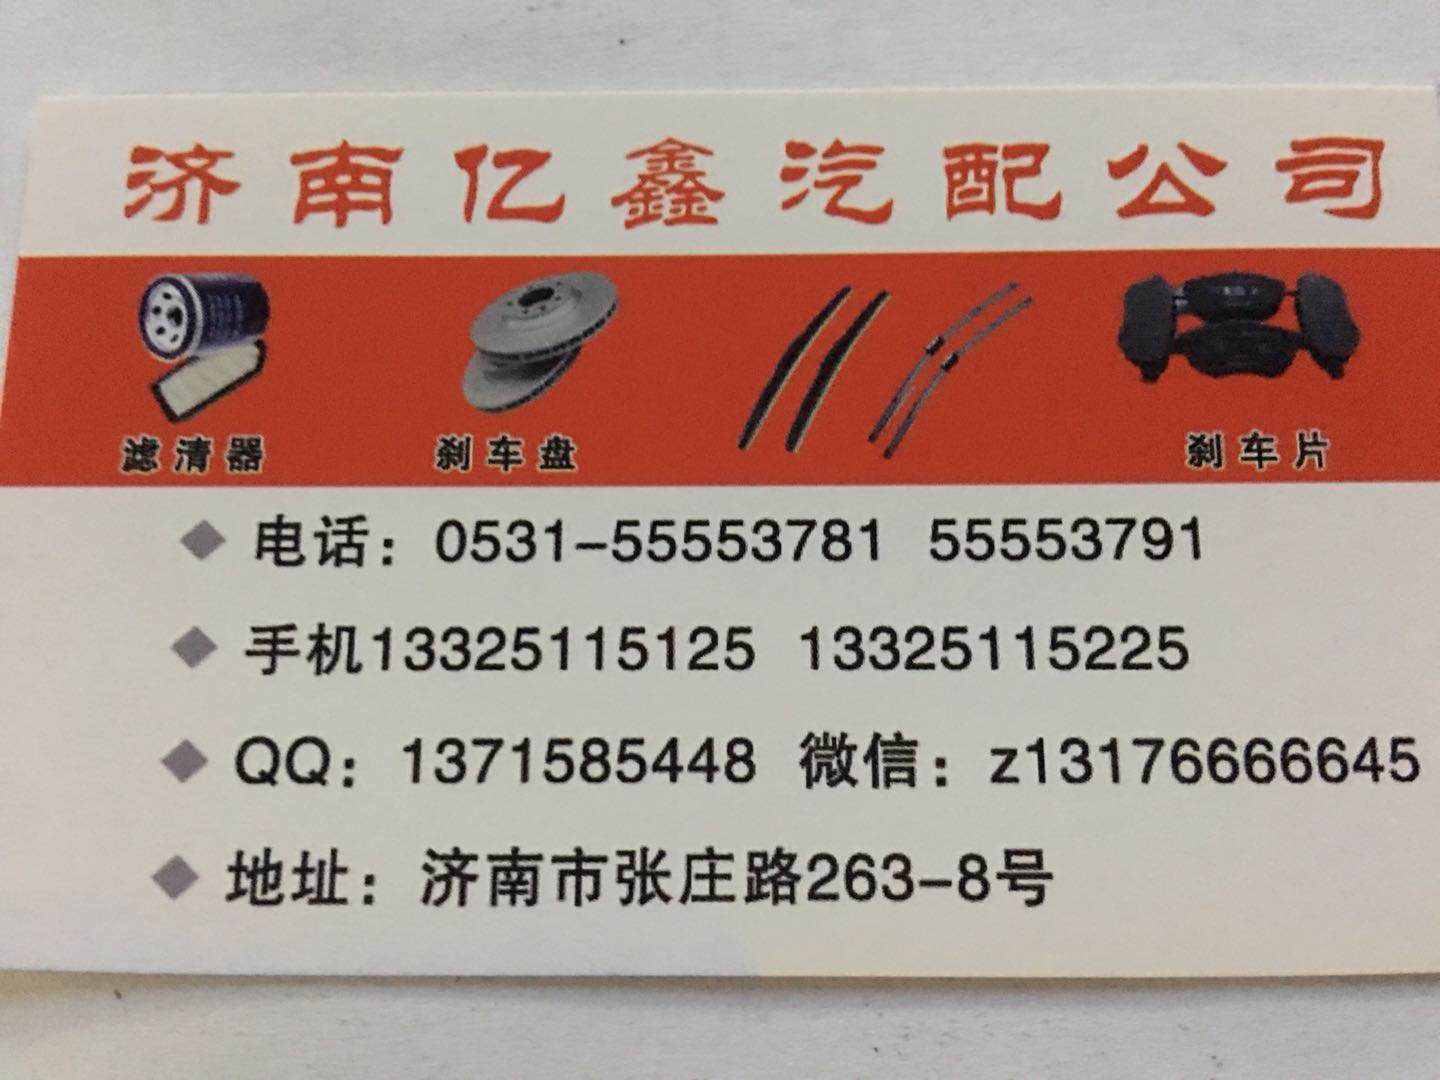 济南亿鑫汽配公司
滤清器 刹车盘 刹车片
电话：0531-55553781 55553791
手机13325115125 13325115225
QQ：1371585448 微信：z13176666645
地址：济南市张庄路263-8号